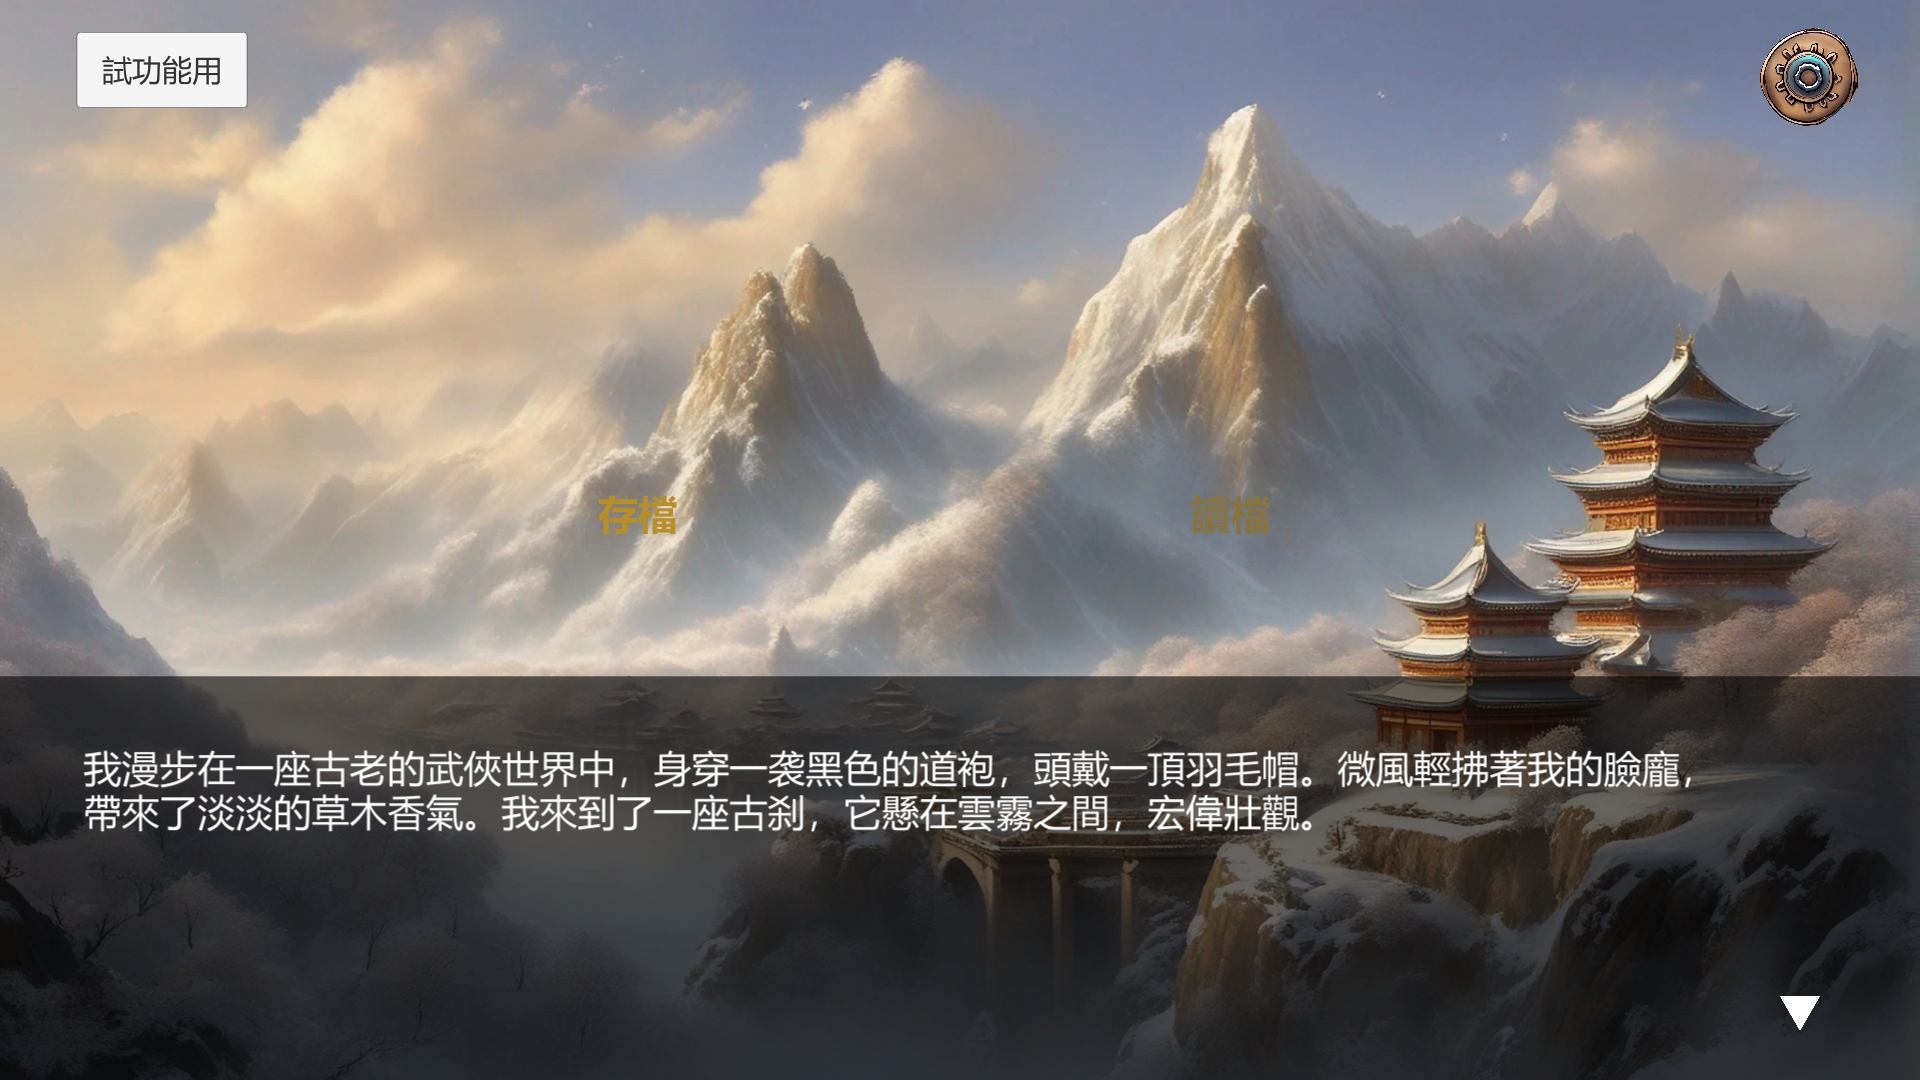 試功能用
存檔
讀檔
我漫步在一座古老的武俠世界中，身穿一袭黑色的道袍，頭戴一頂羽毛帽。微風輕拂著我的臉龐，
帶來了淡淡的草木香氣。我來到了一座古刹，它懸在雲霧之間，宏偉壯觀。